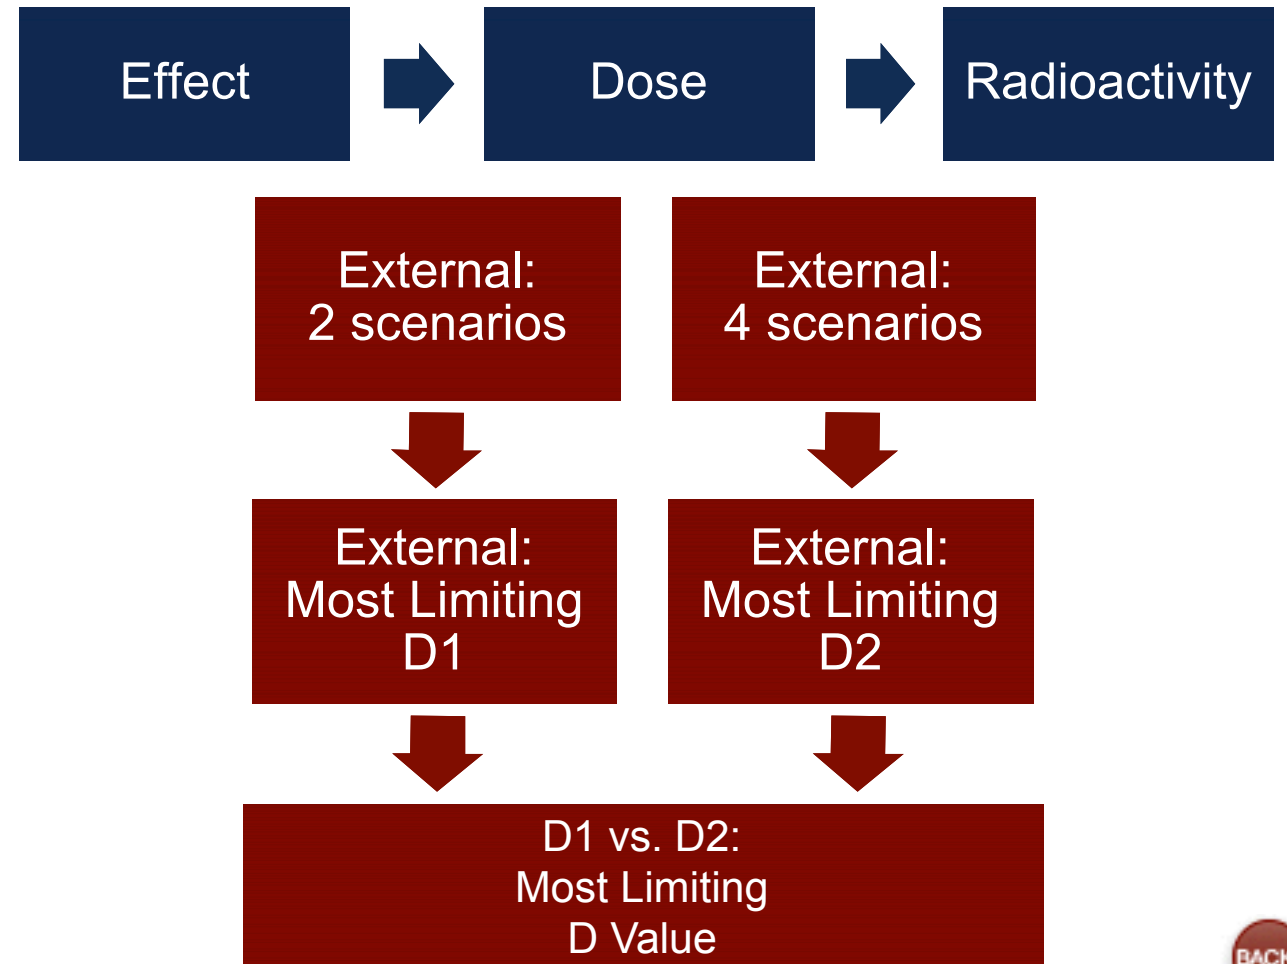 Effect
Dose
Radioactivity
External:
2 scenarios
External:
4 scenarios
External:
Most Limiting
D1
External:
Most Limiting
D2
D1 vs. D2:
Most Limiting
D Value
BACK